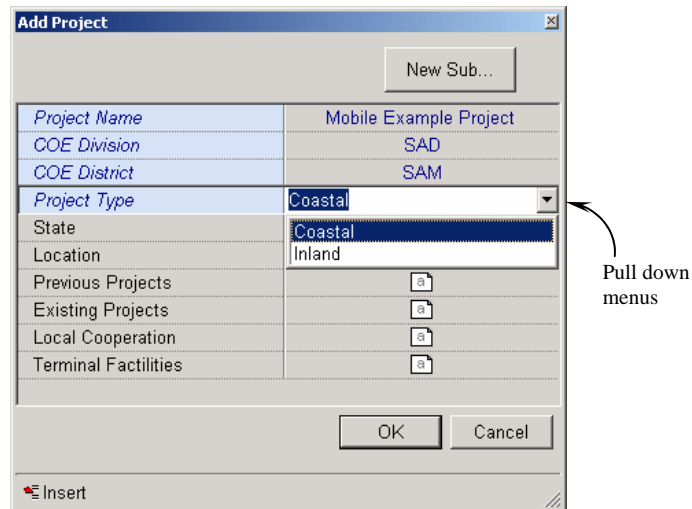 Add Project
New Sub...
Project Name Mobile Example Project
COE Division SAD
COE District SAM
Project Type Coastal
State Coastal
Location Inland
Previous Projects a
Existing Projects a
Local Cooperation a
Terminal Factilities a
Pull down
menus
OK Cancel
Insert